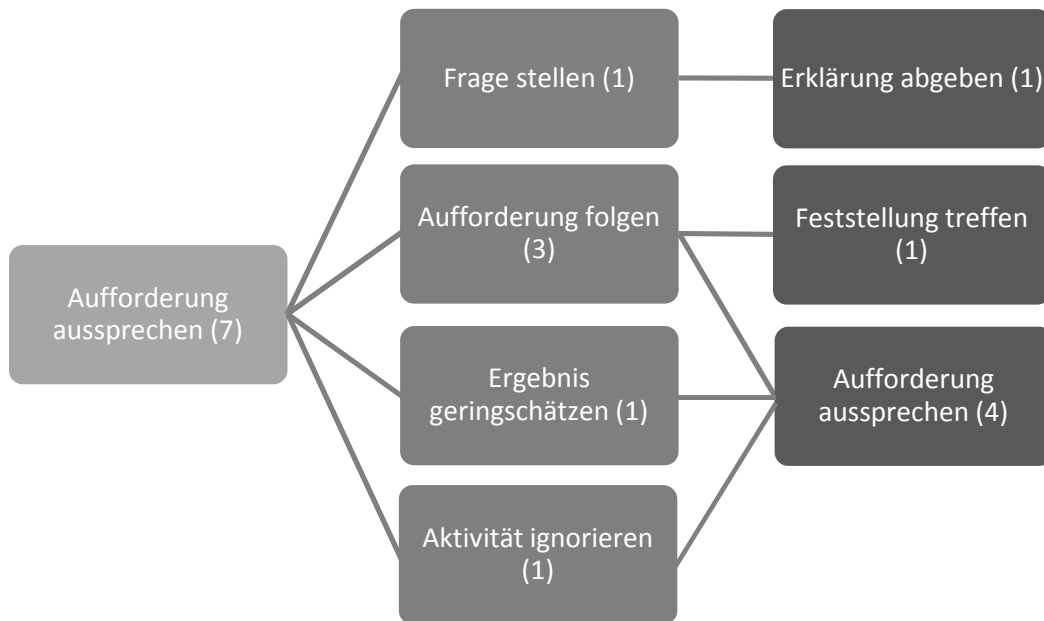 Frage stellen (1)
Erklärung abgeben (1)
Aufforderung folgen
(3)
Feststellung treffen
(1)
Aufforderung
aussprechen (7)
Ergebnis
geringschätzen (1)
Aufforderung
aussprechen (4)
Aktivität ignorieren
(1)